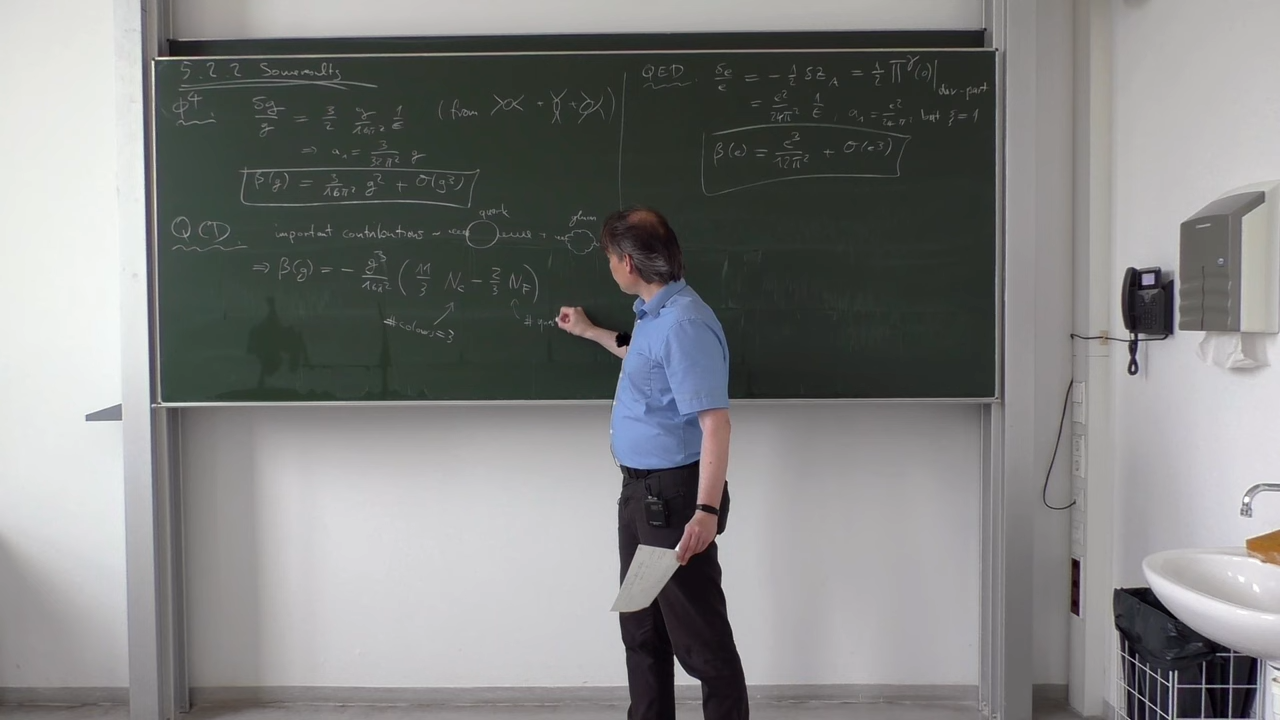 5.2.2 Some results
ϕ⁴. δg/g = 3/2 g/16π² 1/ε (from + + )
⇒ a₁ = 3/32π² g
β(g) = 3/16π² g² + O(g³)
QCD. important contributions ~ quark + gluon
⇒ β(g) = - g³/16π² (11/3 N_c - 2/3 N_F)
# colours = 3
QED. δe/e = - 1/2 δZ_A = 1/2 Π^γ(0)|div-part
= e²/24π² 1/ε, a₁ = e²/24π², but ξ = 1
β(e) = e³/12π² + O(e³)